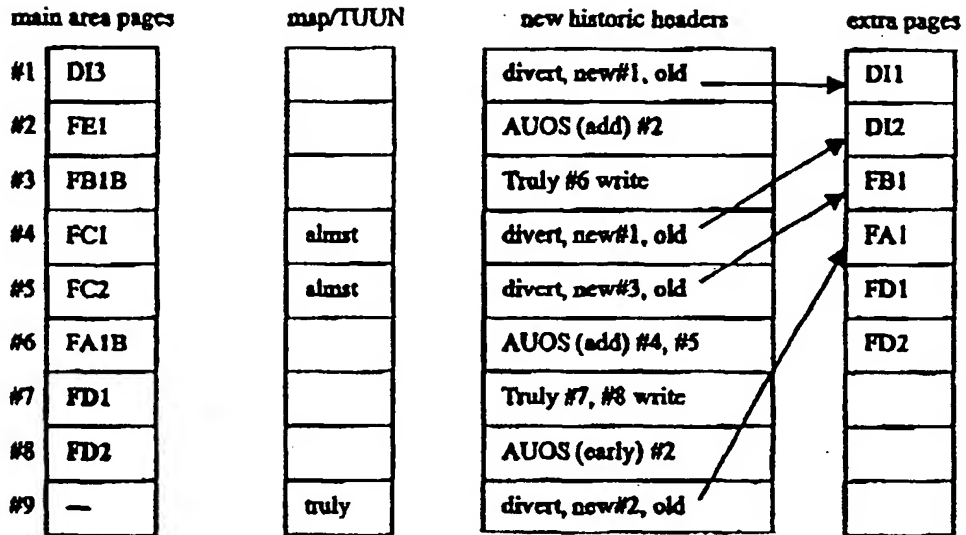 main area pages map/TUUN new historic headers extra pages
#1 DI3 divert, new#1, old DI1
#2 FE1 AUOS (add) #2 DI2
#3 FB1B Truly #6 write FB1
#4 FC1 almst divert, new#1, old FA1
#5 FC2 almst divert, new#3, old FD1
#6 FA1B AUOS (add) #4, #5 FD2
#7 FD1 Truly #7, #8 write
#8 FD2 AUOS (early) #2
#9 — truly divert, new#2, old